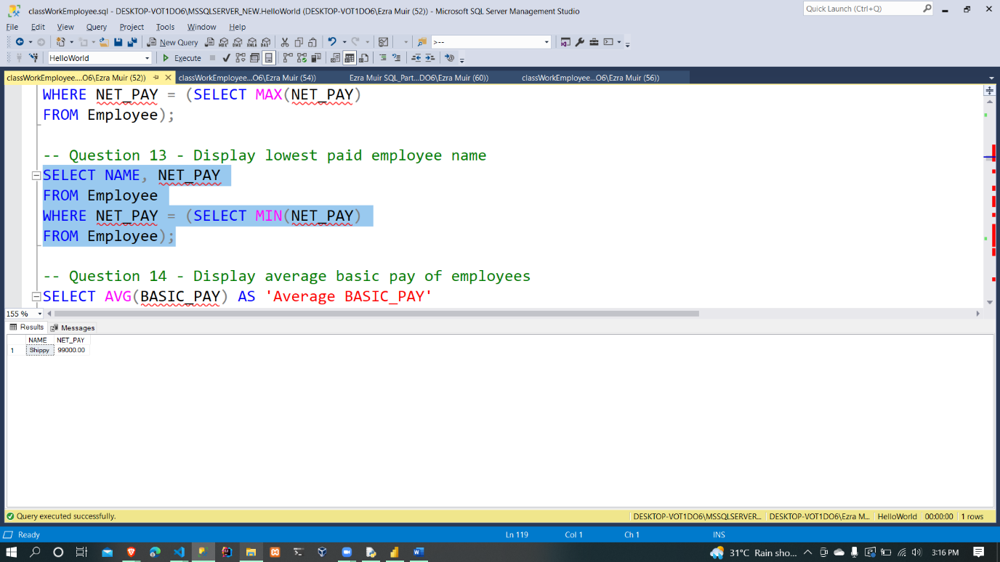 classWorkEmployee.sql - DESKTOP-VOT1DO6\MSSQLSERVER_NEW.HelloWorld (DESKTOP-VOT1DO6\Ezra Muir (52)) - Microsoft SQL Server Management Studio
Quick Launch (Ctrl+Q)
File Edit View Query Project Tools Window Help
New Query >--
HelloWorld Execute
classWorkEmployee....O6\Ezra Muir (52)) classWorkEmployee...O6\Ezra Muir (54)) Ezra Muir SQL_Part...DO6\Ezra Muir (60)) classWorkEmployee...O6\Ezra Muir (56))
WHERE NET_PAY = (SELECT MAX(NET_PAY)
FROM Employee);
-- Question 13 - Display lowest paid employee name
SELECT NAME, NET_PAY
FROM Employee
WHERE NET_PAY = (SELECT MIN(NET_PAY)
FROM Employee);
-- Question 14 - Display average basic pay of employees
SELECT AVG(BASIC_PAY) AS 'Average BASIC_PAY'
155 %
Results Messages
NAME NET_PAY
1 Shippy 99000.00
Query executed successfully. DESKTOP-VOT1DO6\MSSQLSERVER... DESKTOP-VOT1DO6\Ezra M... HelloWorld 00:00:00 1 rows
Ready Ln 119 Col 1 Ch 1 INS
31°C Rain sho... 3:16 PM